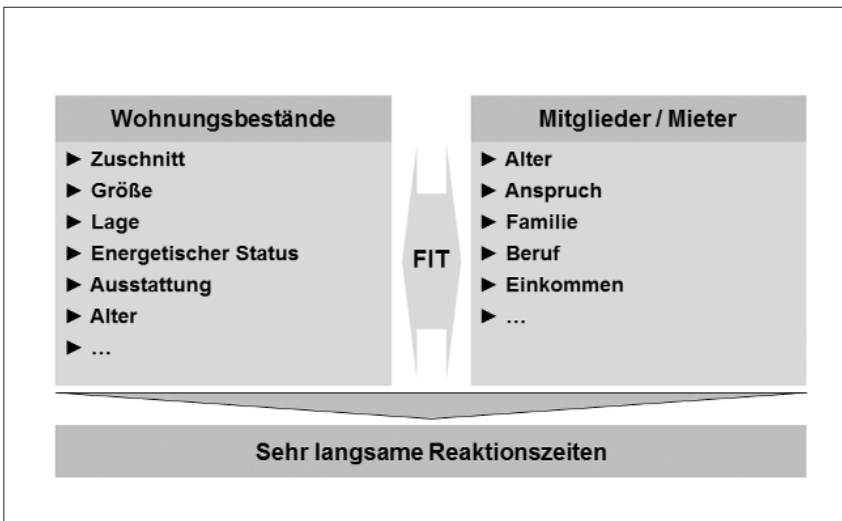 Wohnungsbestände
► Zuschnitt
► Größe
► Lage
► Energetischer Status
► Ausstattung
► Alter
► ...
FIT
Mitglieder / Mieter
► Alter
► Anspruch
► Familie
► Beruf
► Einkommen
► ...
Sehr langsame Reaktionszeiten